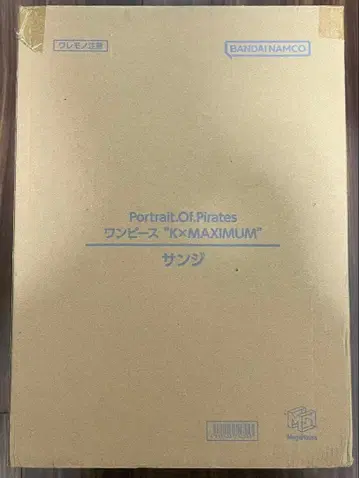 ワレモノ注意
BANDAI NAMCO
Portrait.Of.Pirates
ワンピース "K×MAXIMUM"
サンジ
MegaHouse